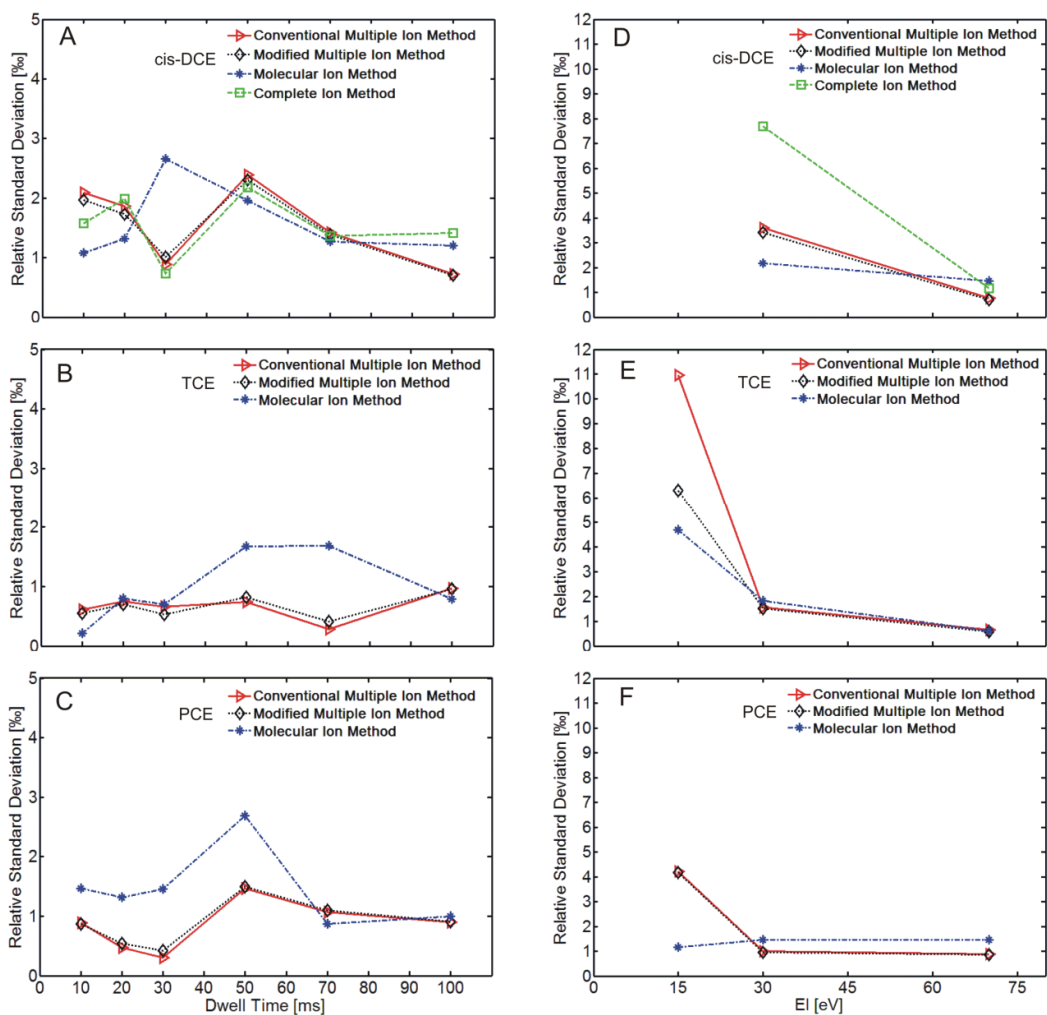 A
cis-DCE
Conventional Multiple Ion Method
Modified Multiple Ion Method
Molecular Ion Method
Complete Ion Method
Relative Standard Deviation [‰]
5
4
3
2
1
0
D
cis-DCE
Conventional Multiple Ion Method
Modified Multiple Ion Method
Molecular Ion Method
Complete Ion Method
Relative Standard Deviation [‰]
12
11
10
9
8
7
6
5
4
3
2
1
0
B
TCE
Conventional Multiple Ion Method
Modified Multiple Ion Method
Molecular Ion Method
Relative Standard Deviation [‰]
5
4
3
2
1
0
E
TCE
Conventional Multiple Ion Method
Modified Multiple Ion Method
Molecular Ion Method
Relative Standard Deviation [‰]
12
11
10
9
8
7
6
5
4
3
2
1
0
C
PCE
Conventional Multiple Ion Method
Modified Multiple Ion Method
Molecular Ion Method
Relative Standard Deviation [‰]
5
4
3
2
1
0
0 10 20 30 40 50 60 70 80 90 100
Dwell Time [ms]
F
PCE
Conventional Multiple Ion Method
Modified Multiple Ion Method
Molecular Ion Method
Relative Standard Deviation [‰]
12
11
10
9
8
7
6
5
4
3
2
1
0
0 15 30 45 60 75
EI [eV]